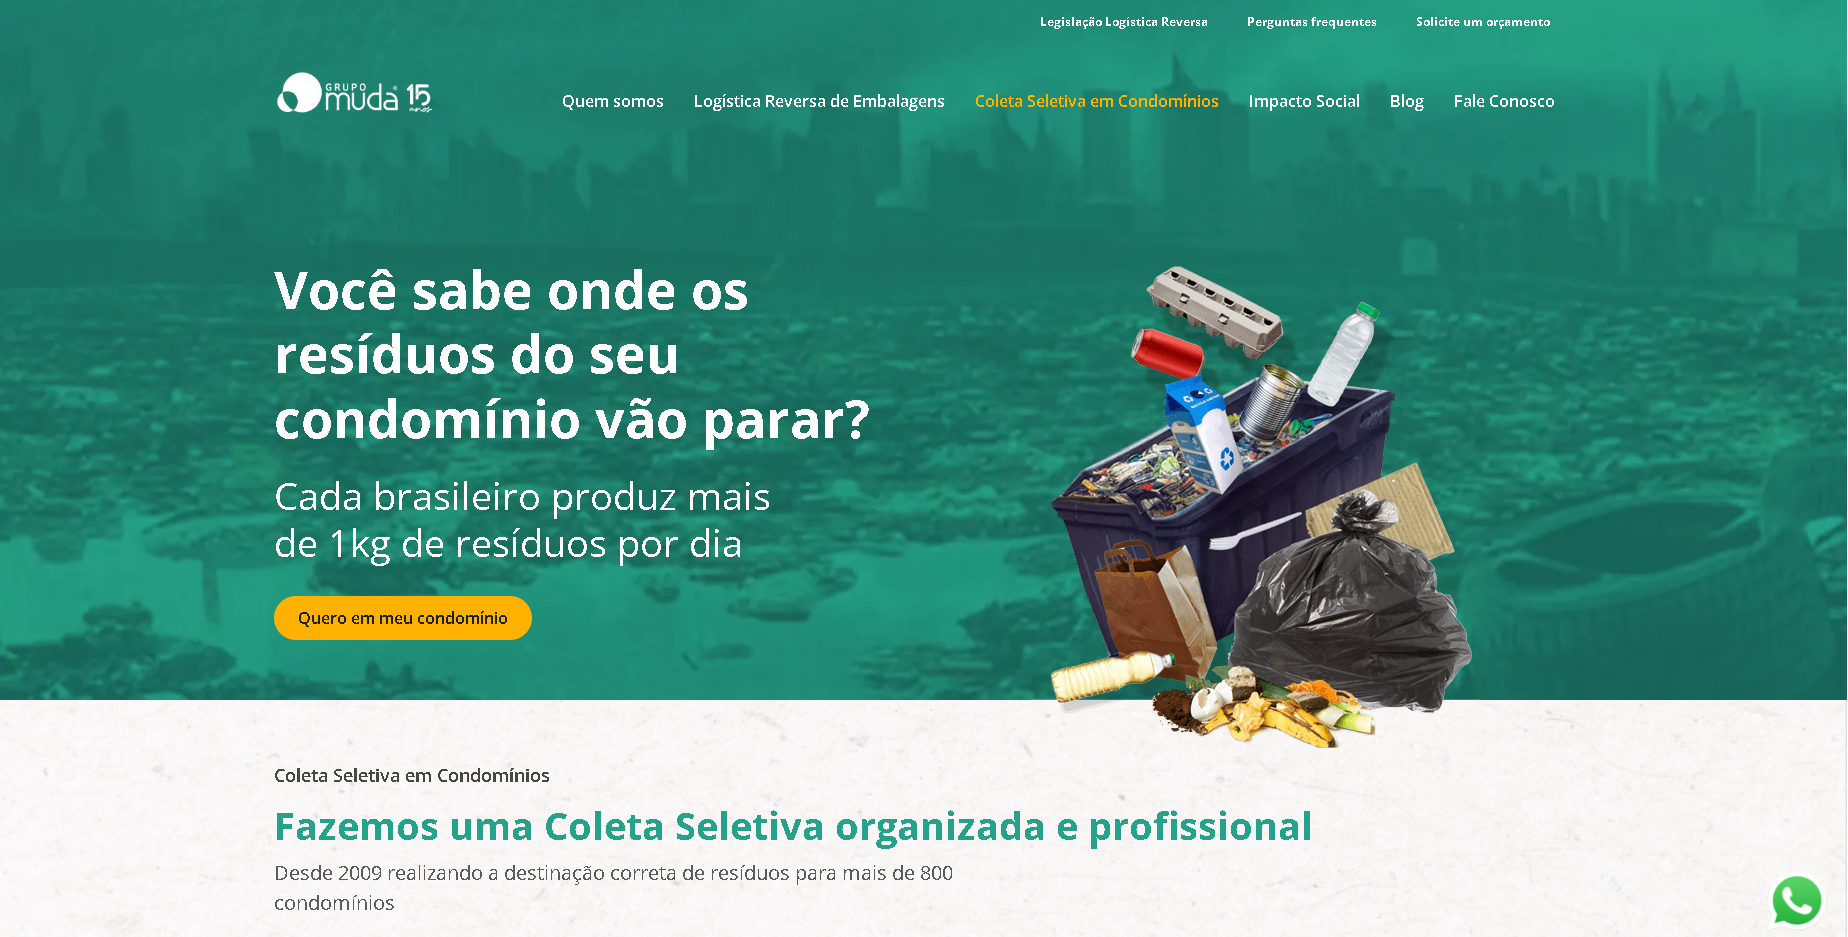 Legislação Logística Reversa
Perguntas frequentes
Solicite um orçamento
GRUPO
muda
15
anos
Quem somos
Logística Reversa de Embalagens
Coleta Seletiva em Condomínios
Impacto Social
Blog
Fale Conosco
Você sabe onde os
resíduos do seu
condomínio vão parar?
Cada brasileiro produz mais
de 1kg de resíduos por dia
Quero em meu condomínio
Coleta Seletiva em Condomínios
Fazemos uma Coleta Seletiva organizada e profissional
Desde 2009 realizando a destinação correta de resíduos para mais de 800
condomínios